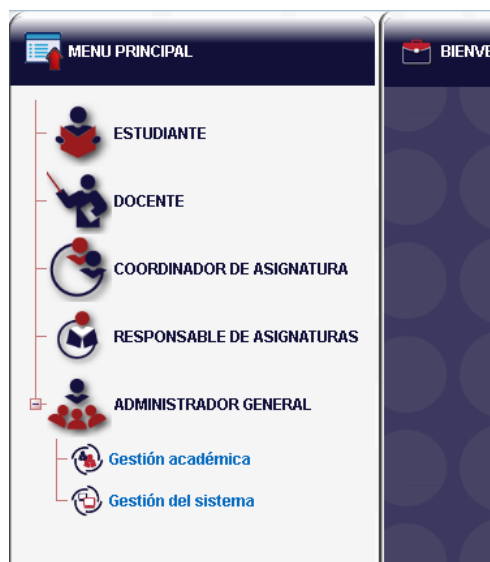 MENU PRINCIPAL
BIENVE
ESTUDIANTE
DOCENTE
COORDINADOR DE ASIGNATURA
RESPONSABLE DE ASIGNATURAS
ADMINISTRADOR GENERAL
Gestión académica
Gestión del sistema